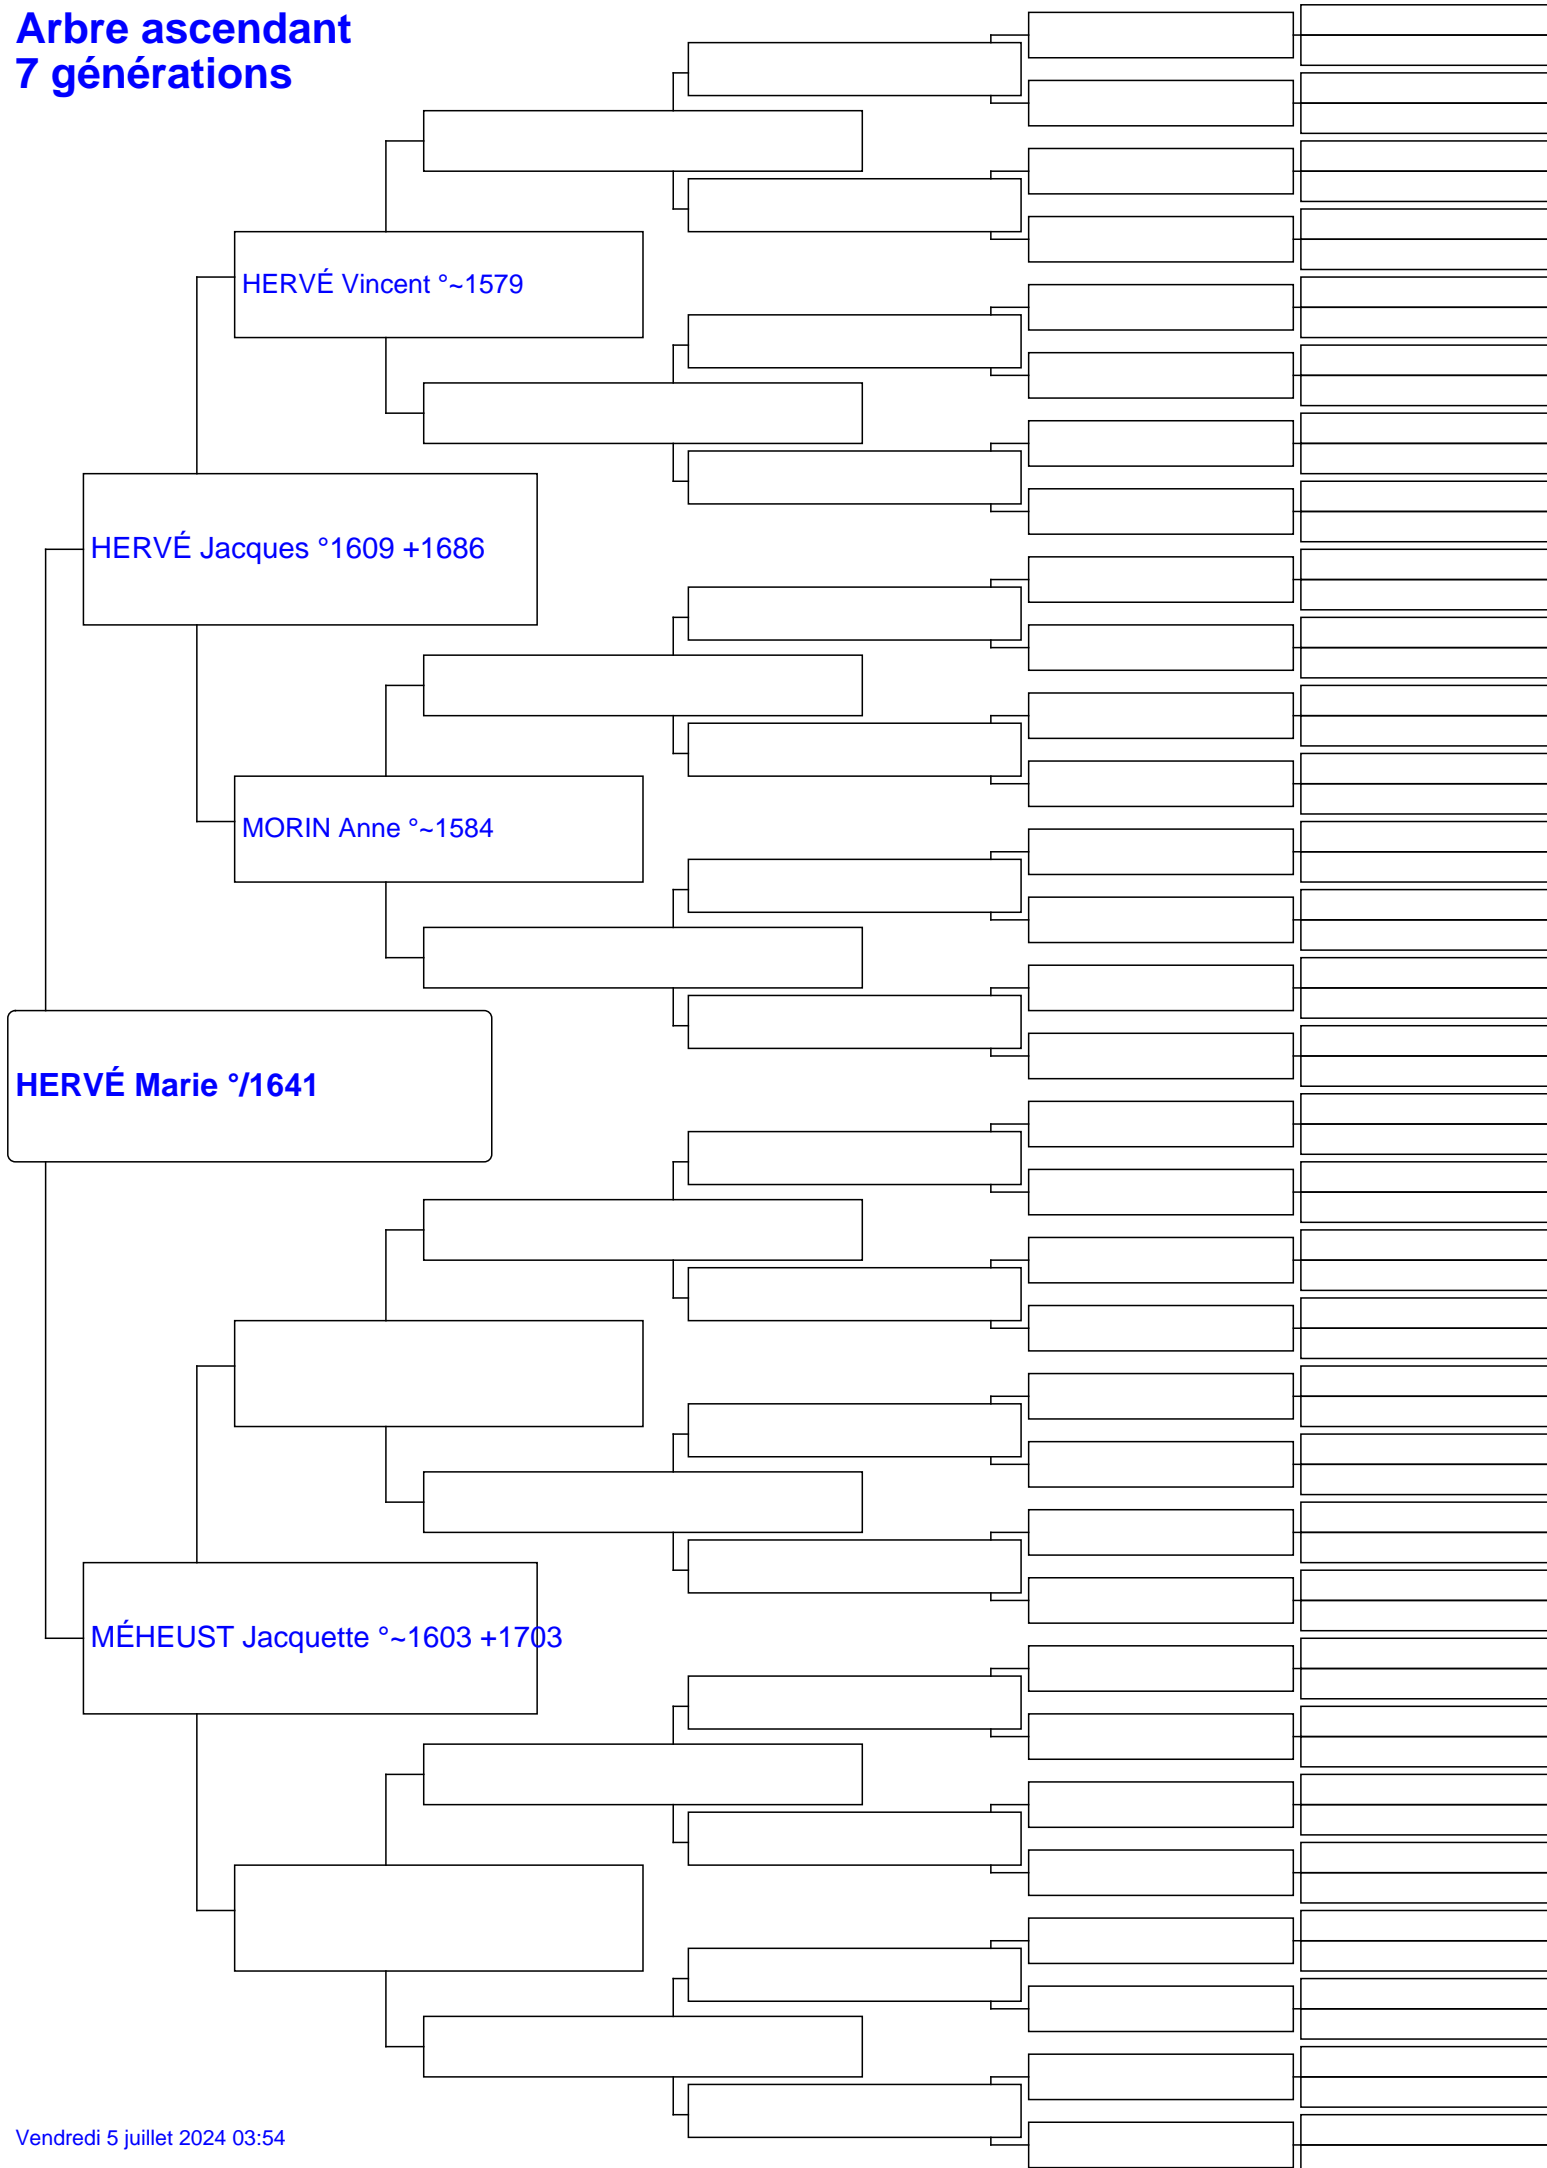 Arbre ascendant
7 générations
HERVÉ Vincent °~1579
HERVÉ Jacques °1609 +1686
MORIN Anne °~1584
HERVÉ Marie °/1641
MÉHEUST Jacquette °~1603 +1703
Vendredi 5 juillet 2024 03:54